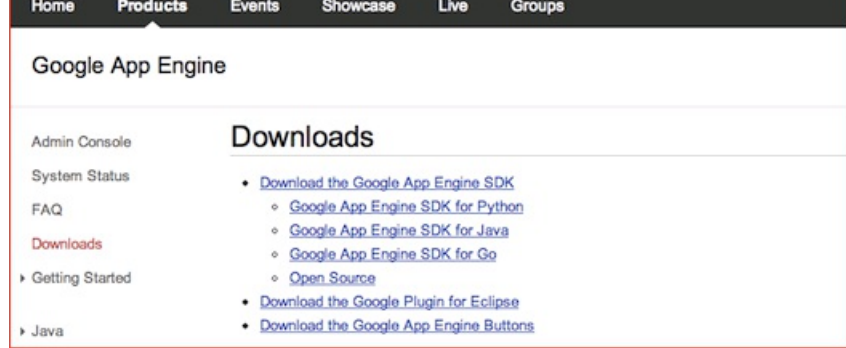 Home Products Events Showcase Live Groups
Google App Engine
Admin Console
System Status
FAQ
Downloads
Getting Started
Java
Downloads
Download the Google App Engine SDK
Google App Engine SDK for Python
Google App Engine SDK for Java
Google App Engine SDK for Go
Open Source
Download the Google Plugin for Eclipse
Download the Google App Engine Buttons